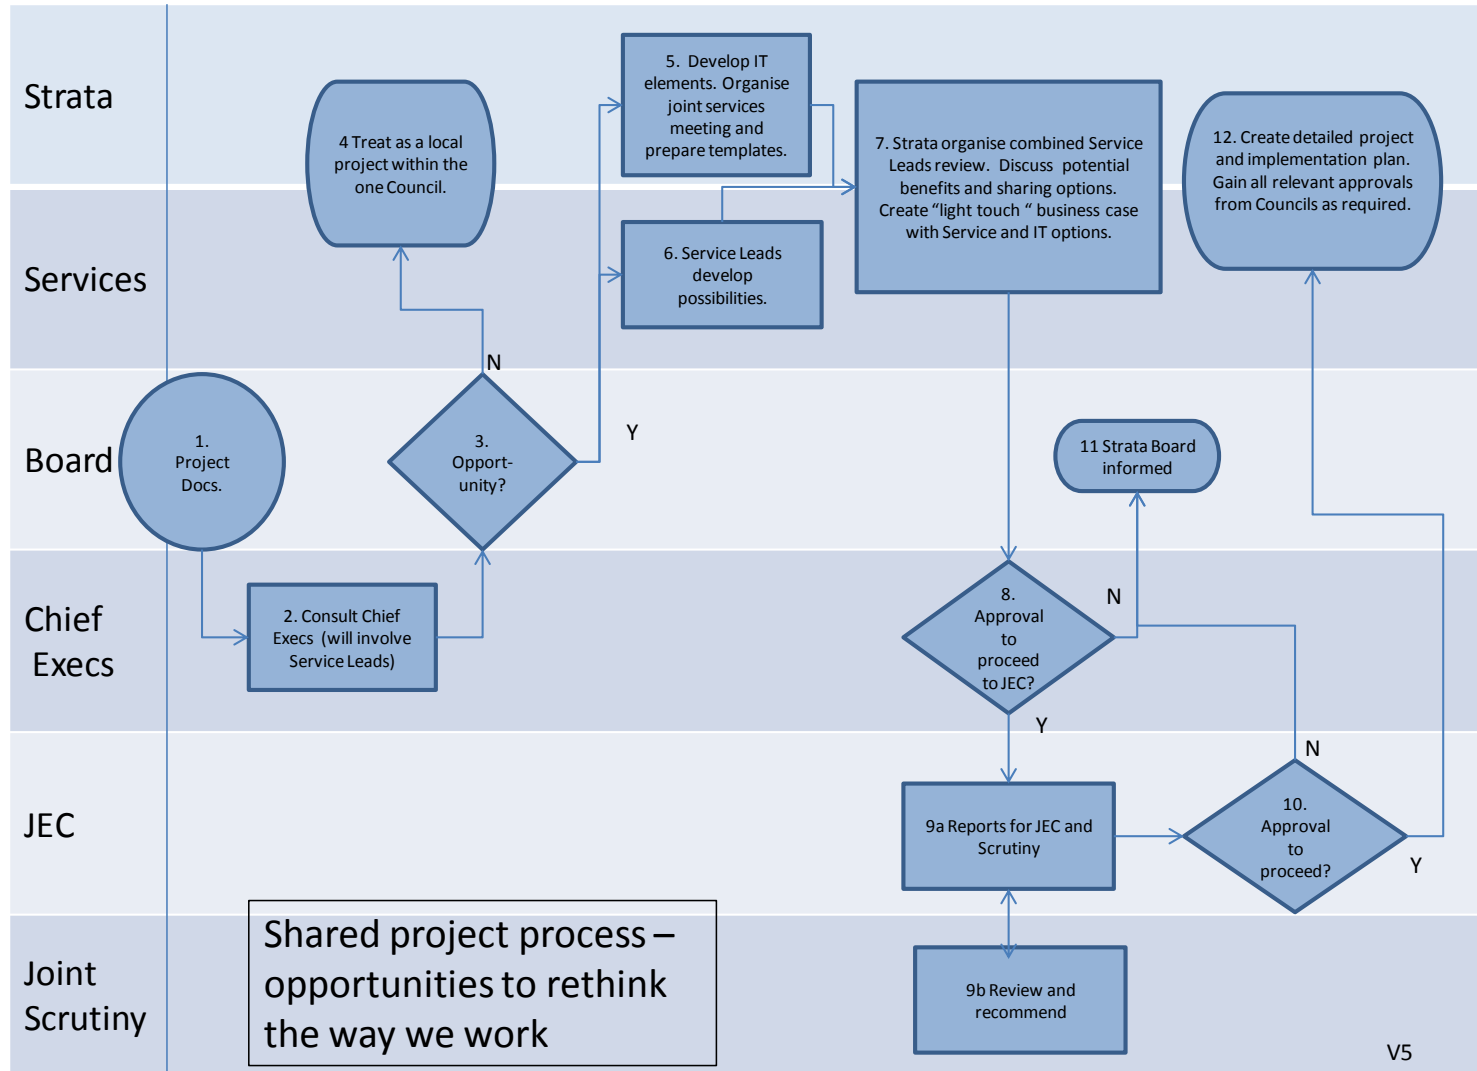 Strata
4 Treat as a local
project within the
one Council.
5.  Develop IT
elements. Organise
joint services
meeting and
prepare templates.
7. Strata organise combined Service
Leads review.  Discuss  potential
benefits and sharing options.
Create “light touch “ business case
with Service and IT options.
12. Create detailed project
and implementation plan.
Gain all relevant approvals
from Councils as required.
Services
6. Service Leads
develop
possibilities.
N
Y
Board
1.
Project
Docs.
3.
Opport-
unity?
11 Strata Board
informed
Chief
Execs
2. Consult Chief
Execs  (will involve
Service Leads)
8.
Approval
to
proceed
to JEC?
N
Y
JEC
9a Reports for JEC and
Scrutiny
10.
Approval
to
proceed?
N
Y
Joint
Scrutiny
Shared project process –
opportunities to rethink
the way we work
9b Review and
recommend
V5